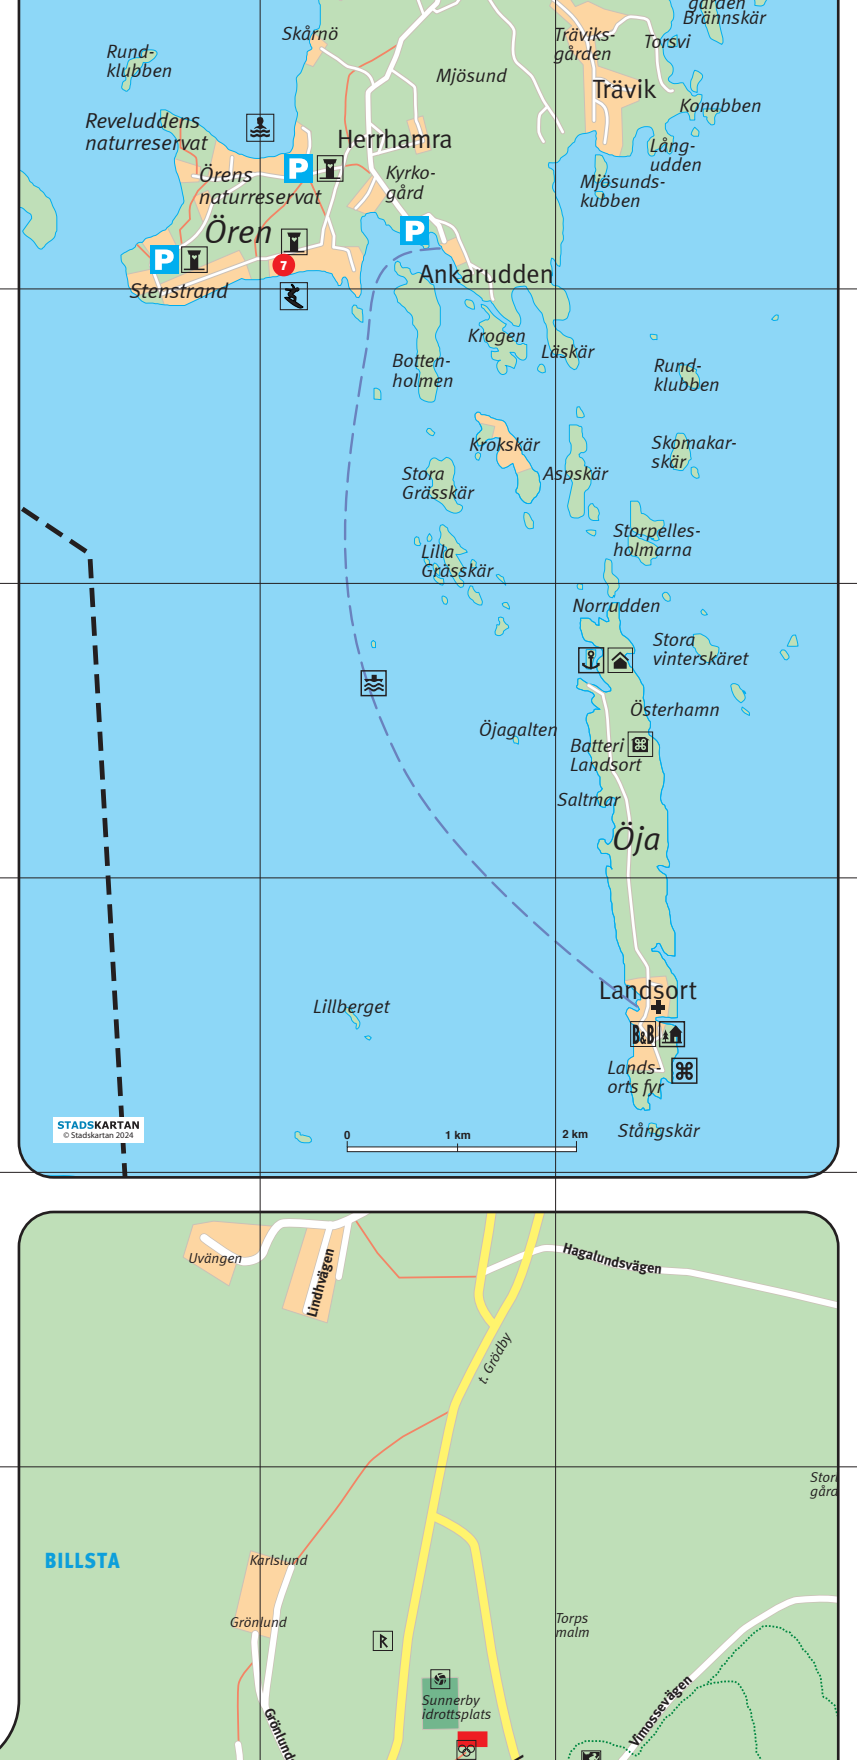 gården
Brännskär
Skårnö
Träviks-
gården
Torsvi
Rund-
klubben
Mjösund
Trävik
Konabben
Reveluddens
naturreservat
Herrhamra
Lång-
udden
P
Örens
naturreservat
Kyrko-
gård
Mjösunds-
kubben
Ören
P
P
7
Ankarudden
Stenstrand
Krogen
Läskär
Botten-
holmen
Rund-
klubben
Krokskär
Skomakar-
skär
Stora
Grässkär
Aspskär
Storpelles-
holmarna
Lilla
Grässkär
Norrudden
Stora
vinterskäret
Österhamn
Öjagalten
Batteri
Landsort
Saltmar
Öja
Landsort
Lillberget
B&B
Lands-
orts fyr
STADSKARTAN
© Stadskartan 2024
0
1 km
2 km
Stångskär
Uvängen
Lindhvägen
Hagalundsvägen
t. Grödby
BILLSTA
Karlslund
Grönlund
Torps
malm
R
Sunnerby
idrottsplats
Vimossevägen